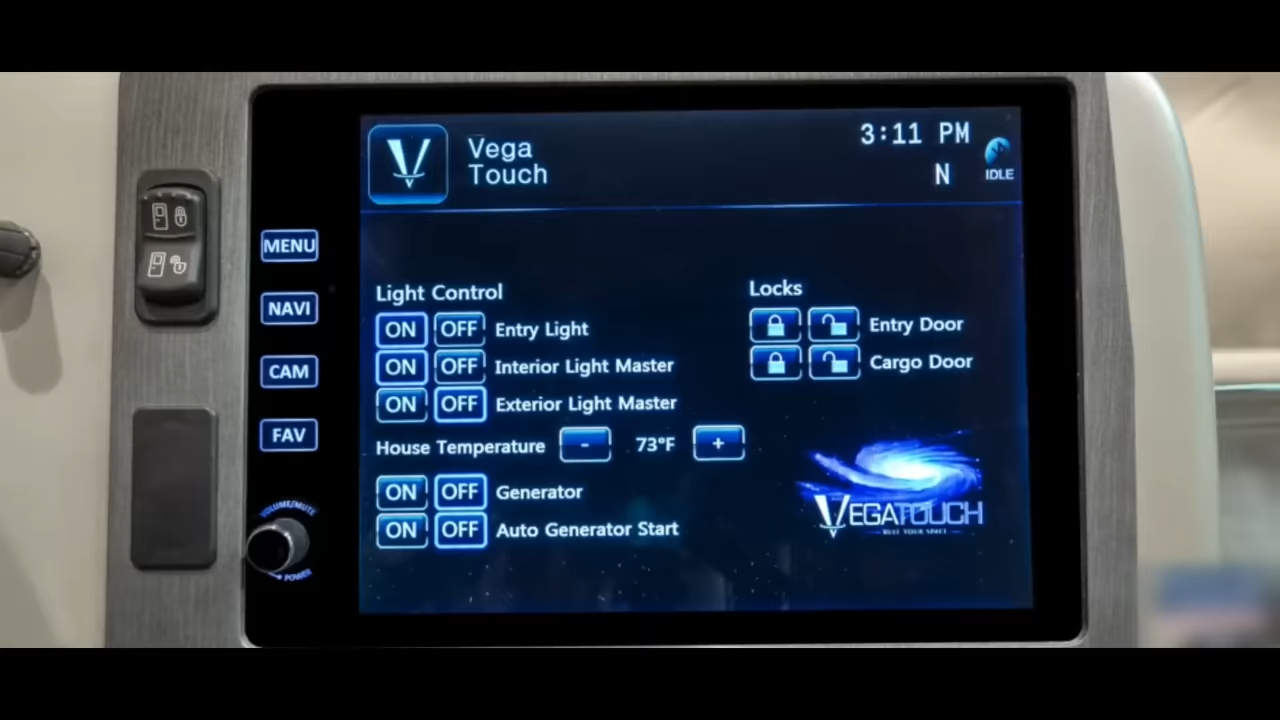 Vega
Touch
3:11 PM
N
IDLE
MENU
NAVI
CAM
FAV
VOLUME/MUTE
POWER
Light Control
ON OFF Entry Light
ON OFF Interior Light Master
ON OFF Exterior Light Master
House Temperature - 73°F +
ON OFF Generator
ON OFF Auto Generator Start
Locks
Entry Door
Cargo Door
VEGATOUCH